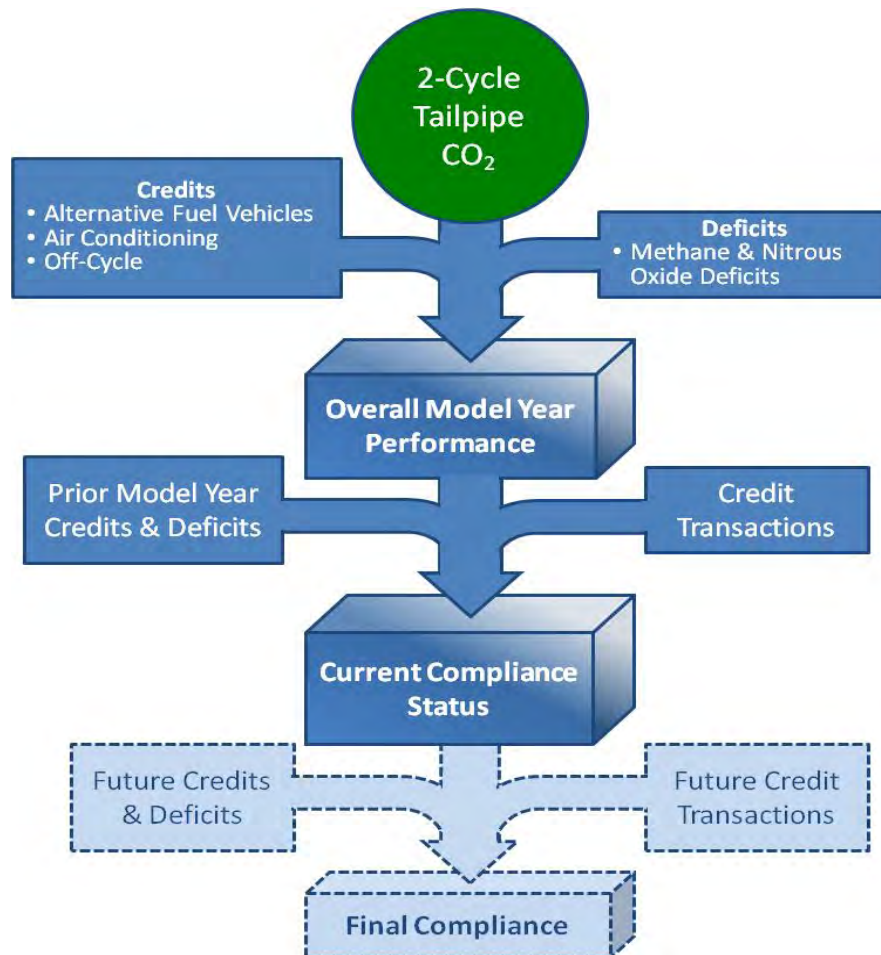 2-Cycle
Tailpipe
CO₂
Credits
• Alternative Fuel Vehicles
• Air Conditioning
• Off-Cycle
Deficits
• Methane & Nitrous
Oxide Deficits
Overall Model Year
Performance
Prior Model Year
Credits & Deficits
Credit
Transactions
Current Compliance
Status
Future Credits
& Deficits
Future Credit
Transactions
Final Compliance